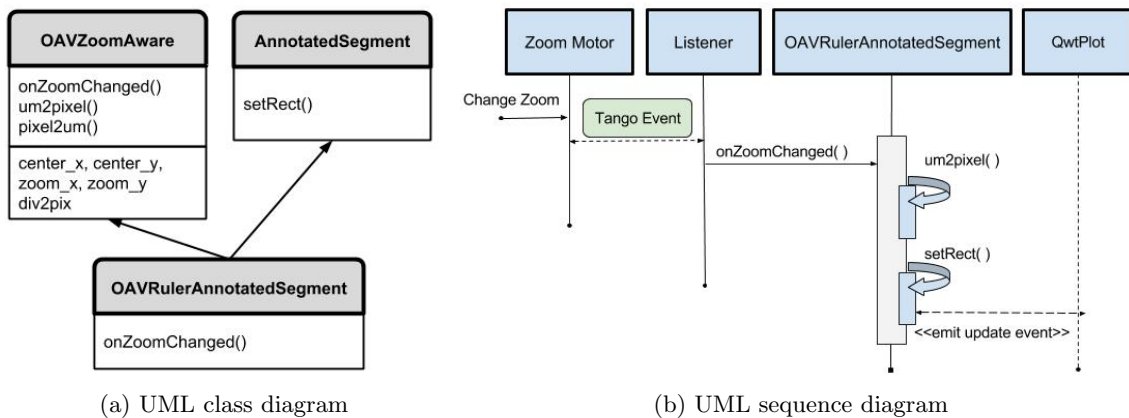 OAVZoomAware
onZoomChanged()
um2pixel()
pixel2um()
center_x, center_y,
zoom_x, zoom_y
div2pix
AnnotatedSegment
setRect()
OAVRulerAnnotatedSegment
onZoomChanged()
(a) UML class diagram
Zoom Motor
Listener
OAVRulerAnnotatedSegment
QwtPlot
Change Zoom
Tango Event
onZoomChanged( )
um2pixel( )
setRect( )
<<emit update event>>
(b) UML sequence diagram